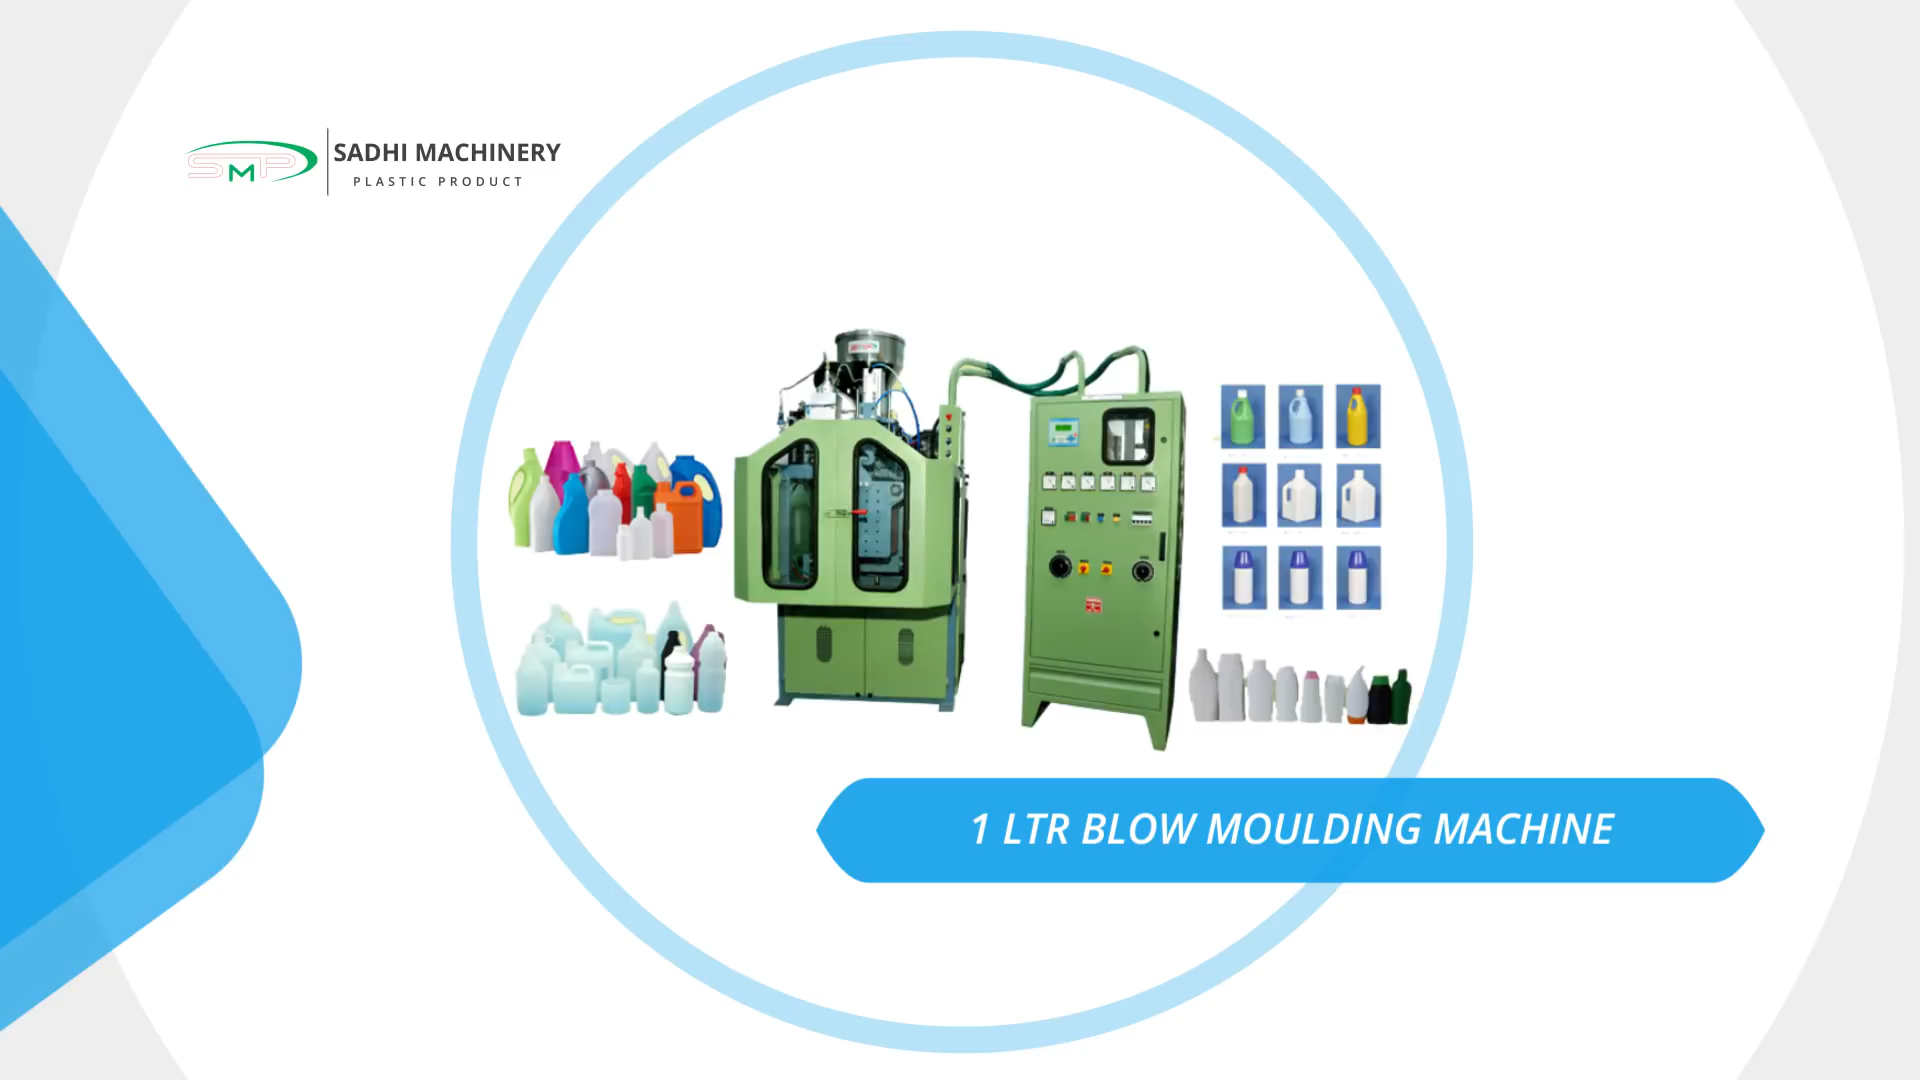 SMP
SADHI MACHINERY
PLASTIC PRODUCT
1 LTR BLOW MOULDING MACHINE